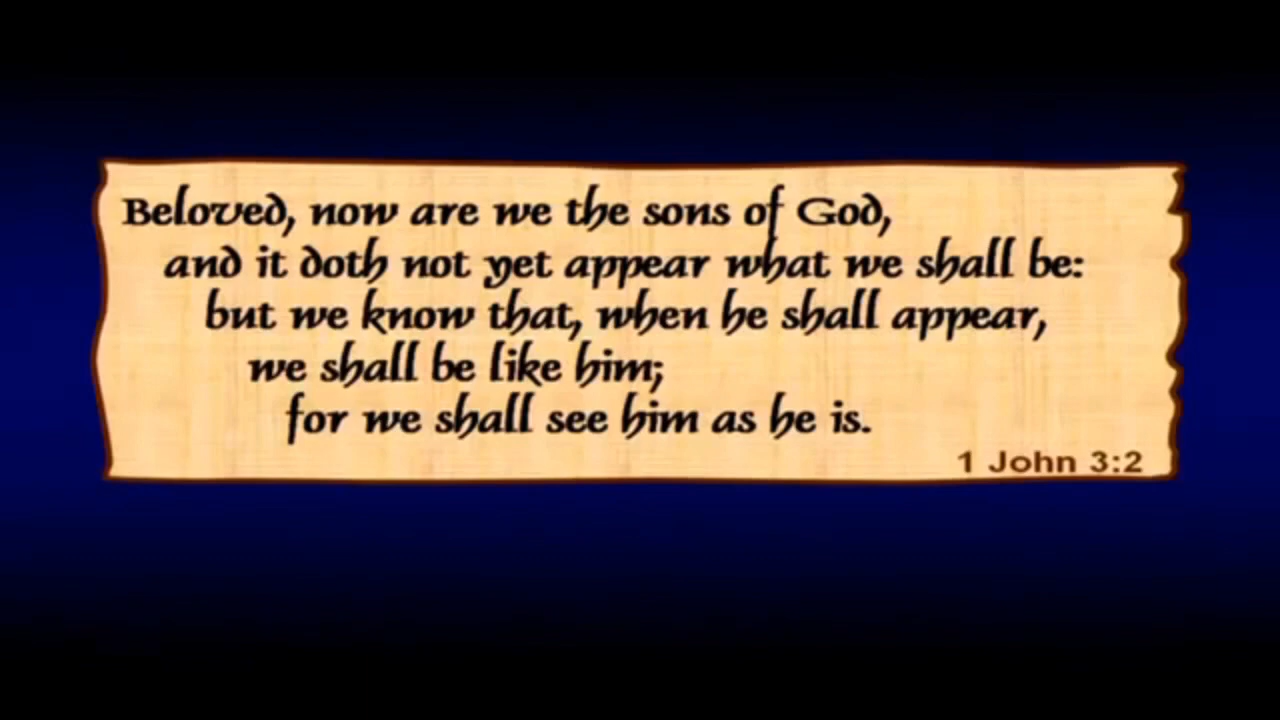 Beloved, now are we the sons of God,
and it doth not yet appear what we shall be:
but we know that, when he shall appear,
we shall be like him;
for we shall see him as he is.
1 John 3:2